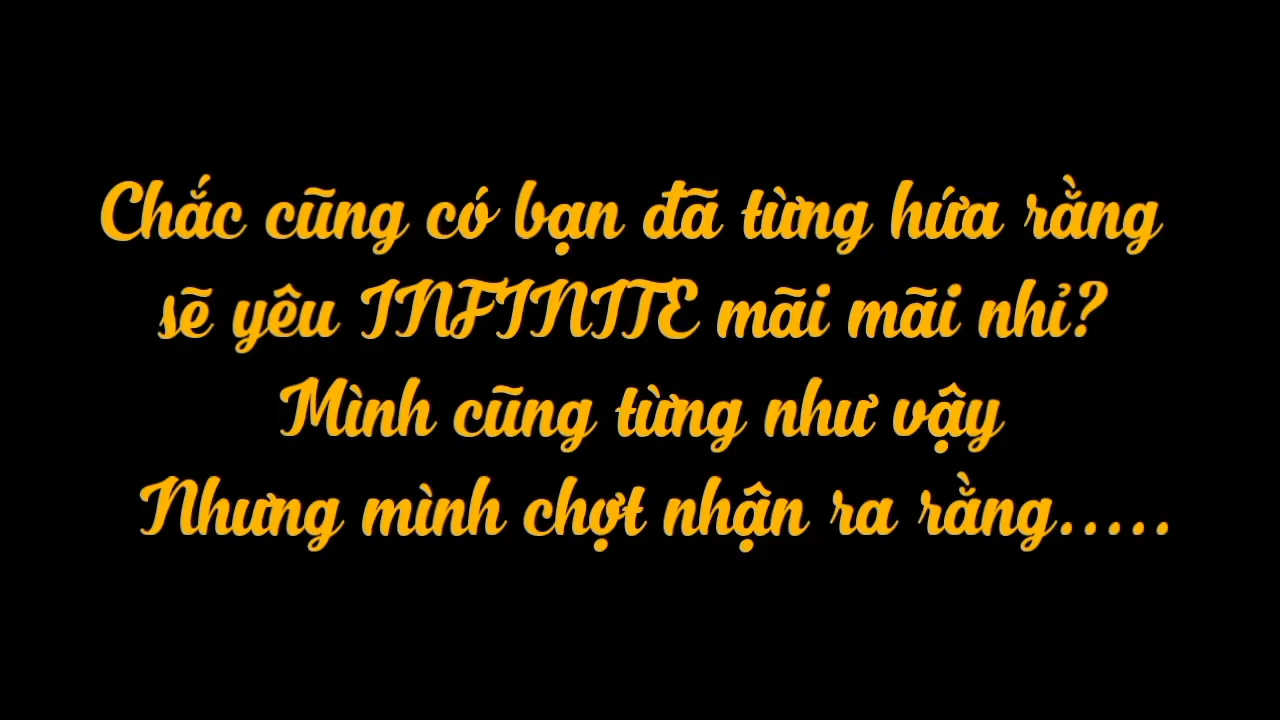 Chắc cũng có bạn đã từng hứa rằng
sẽ yêu INFINITE mãi mãi nhỉ?
Mình cũng từng như vậy
Nhưng mình chợt nhận ra rằng.....